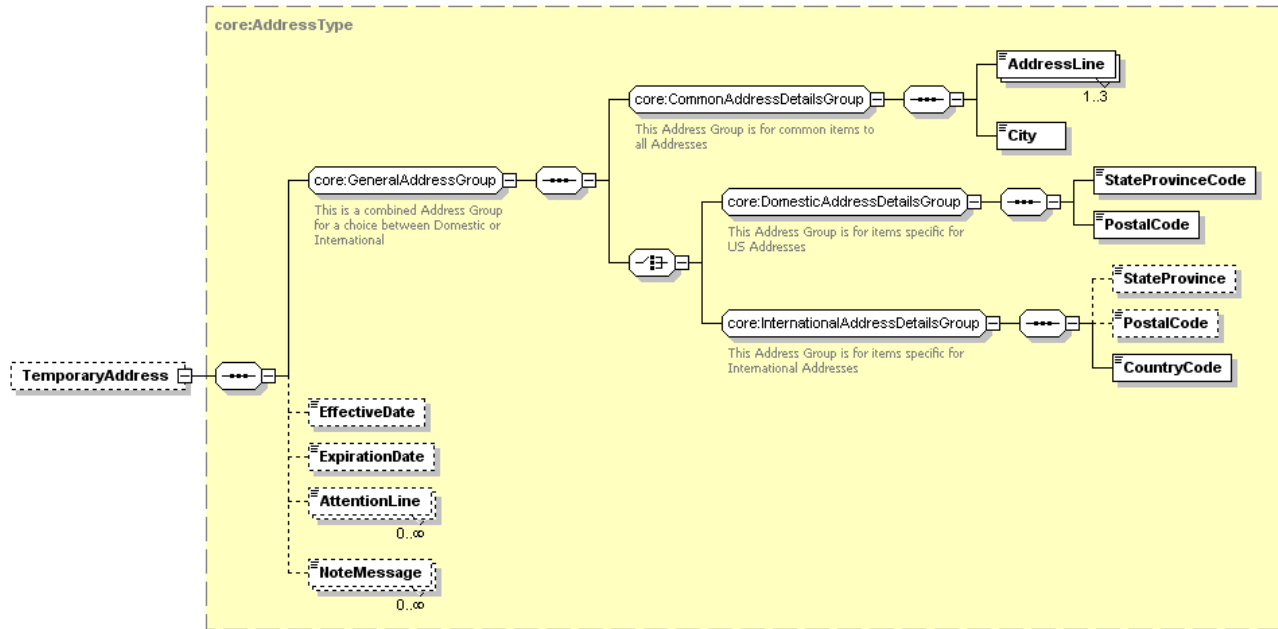 core:AddressType
AddressLine
1..3
core:CommonAddressDetailsGroup
This Address Group is for common items to
all Addresses
City
core:GeneralAddressGroup
This is a combined Address Group
for a choice between Domestic or
International
StateProvinceCode
core:DomesticAddressDetailsGroup
This Address Group is for items specific for
US Addresses
PostalCode
StateProvince
core:InternationalAddressDetailsGroup
This Address Group is for items specific for
International Addresses
PostalCode
CountryCode
TemporaryAddress
EffectiveDate
ExpirationDate
AttentionLine
0..∞
NoteMessage
0..∞